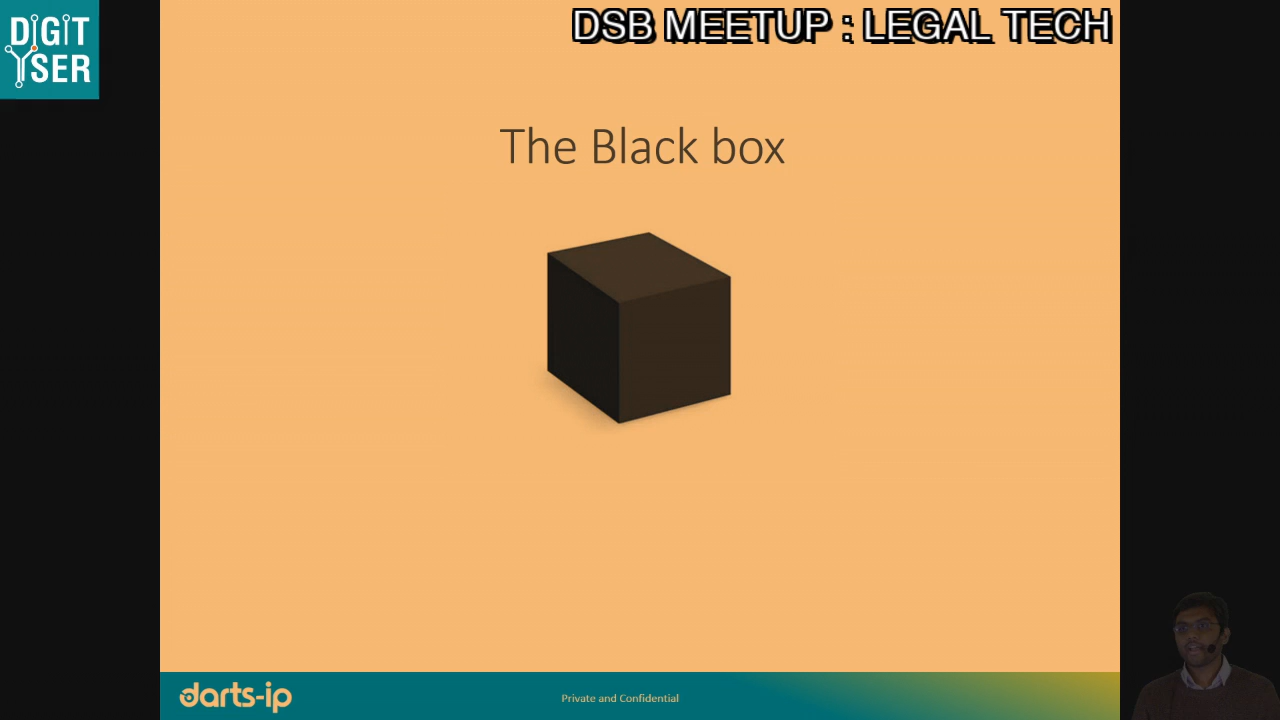 DIGIT
YSER
DSB MEETUP : LEGAL TECH
The Black box
darts-ip
Private and Confidential